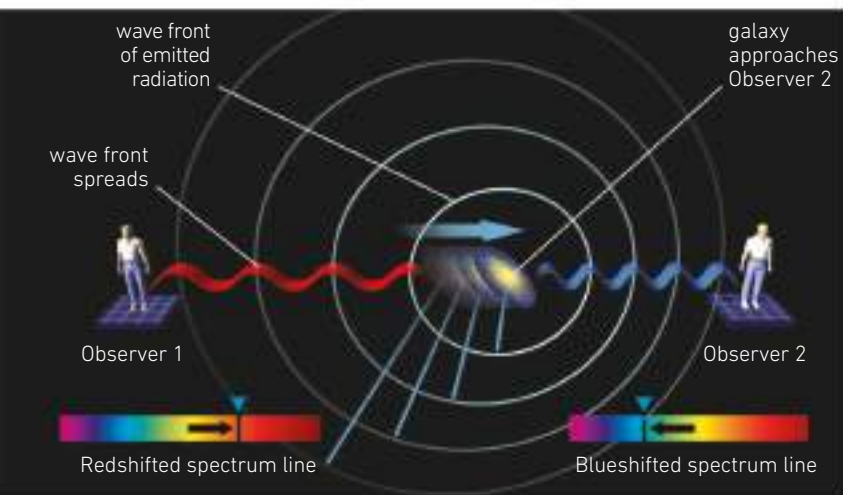 wave front
of emitted
radiation
galaxy
approaches
Observer 2
wave front
spreads
Observer 1
Observer 2
Redshifted spectrum line
Blueshifted spectrum line